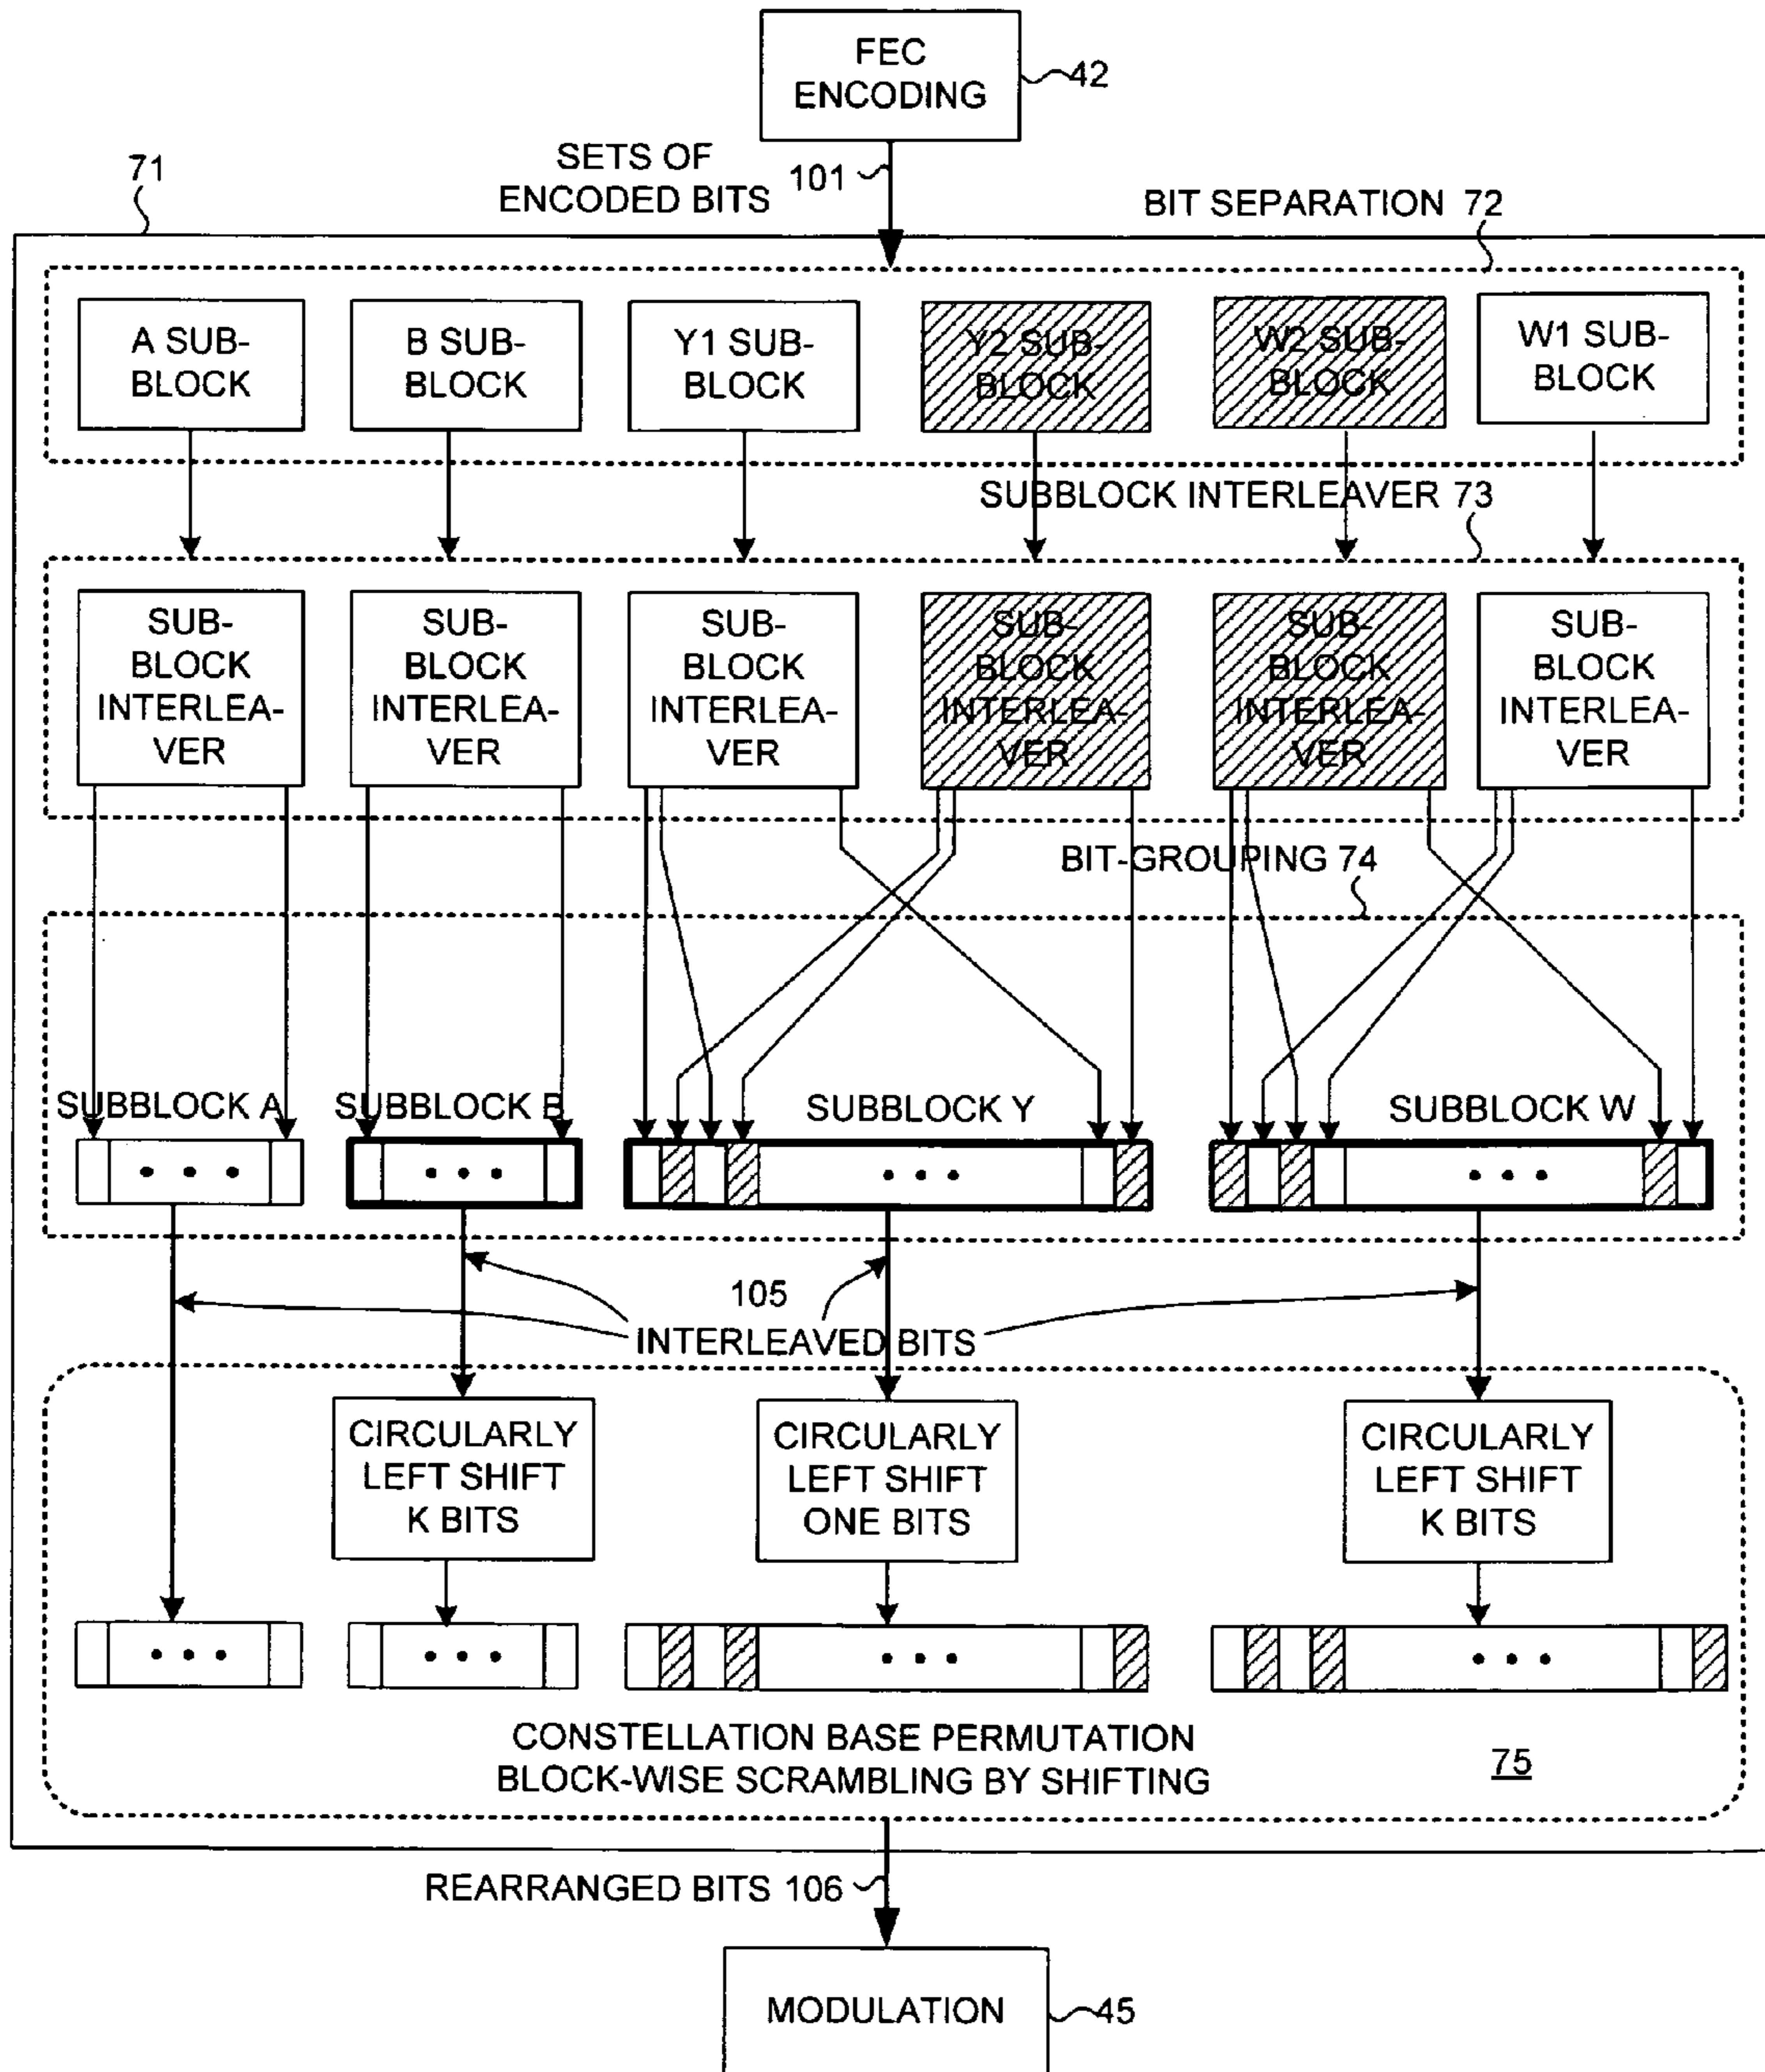 FEC
ENCODING
42
71
SETS OF
ENCODED BITS
101
BIT SEPARATION 72
A SUB-
BLOCK
B SUB-
BLOCK
Y1 SUB-
BLOCK
Y2 SUB-
BLOCK
W2 SUB-
BLOCK
W1 SUB-
BLOCK
SUBBLOCK INTERLEAVER 73
SUB-
BLOCK
INTERLEA-
VER
SUB-
BLOCK
INTERLEA-
VER
SUB-
BLOCK
INTERLEA-
VER
SUB-
BLOCK
INTERLEA-
VER
SUB-
BLOCK
INTERLEA-
VER
SUB-
BLOCK
INTERLEA-
VER
BIT-GROUPING 74
SUBBLOCK A
SUBBLOCK B
SUBBLOCK Y
SUBBLOCK W
105
INTERLEAVED BITS
CIRCULARLY
LEFT SHIFT
K BITS
CIRCULARLY
LEFT SHIFT
ONE BITS
CIRCULARLY
LEFT SHIFT
K BITS
CONSTELLATION BASE PERMUTATION
BLOCK-WISE SCRAMBLING BY SHIFTING
75
REARRANGED BITS 106
MODULATION
45